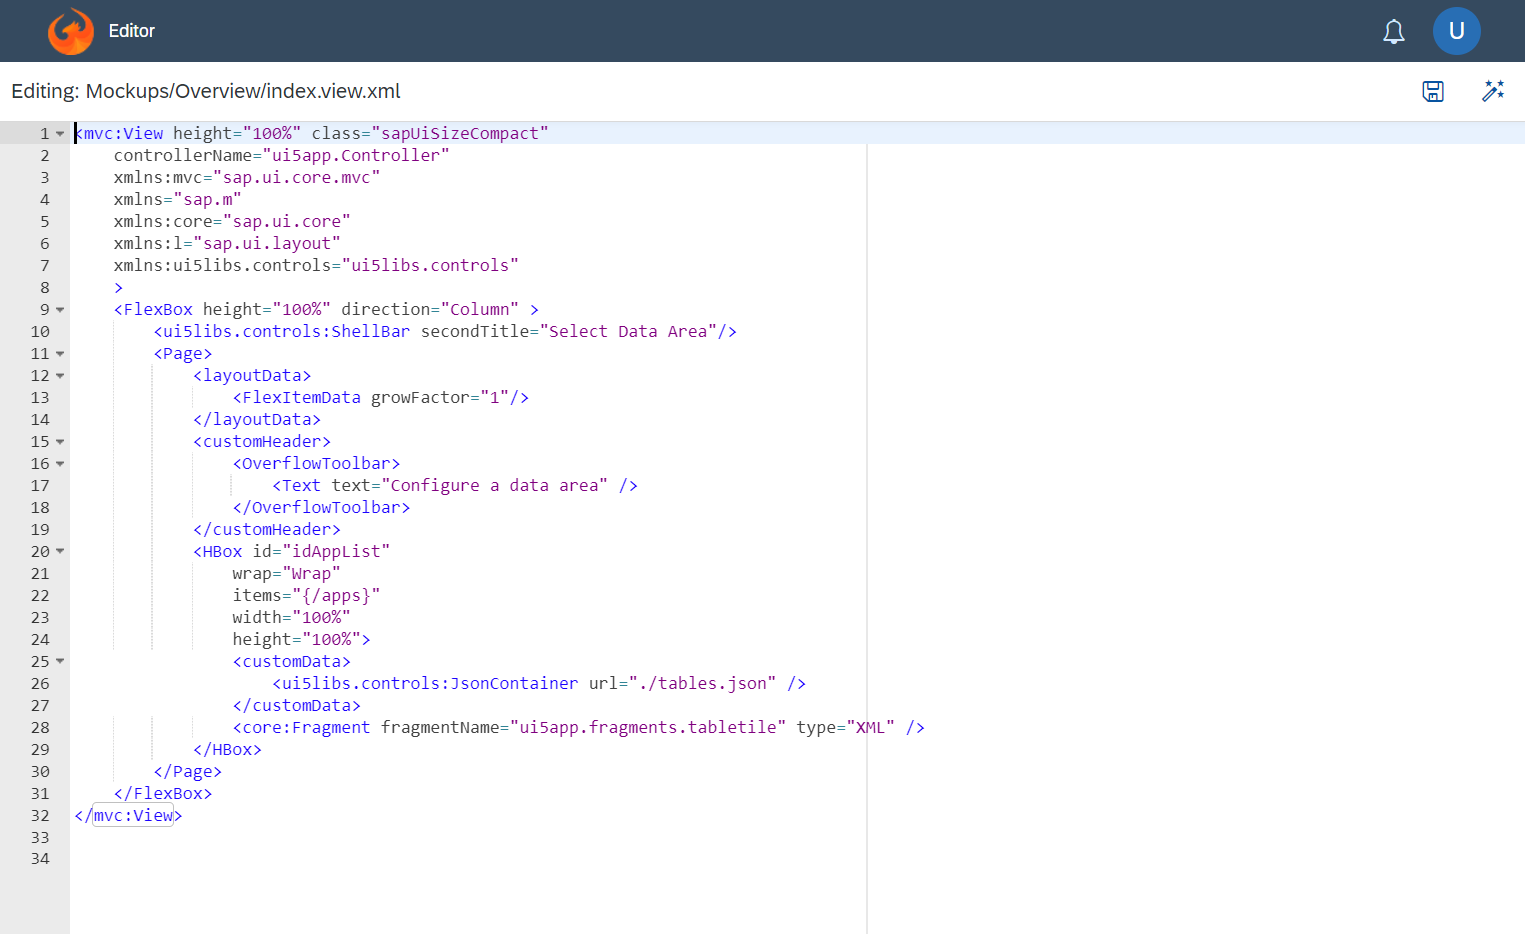 Editor
U
Editing: Mockups/Overview/index.view.xml
1 <mvc:View height="100%" class="sapUiSizeCompact"
2     controllerName="ui5app.Controller"
3     xmlns:mvc="sap.ui.core.mvc"
4     xmlns="sap.m"
5     xmlns:core="sap.ui.core"
6     xmlns:l="sap.ui.layout"
7     xmlns:ui5libs.controls="ui5libs.controls"
8     >
9     <FlexBox height="100%" direction="Column" >
10         <ui5libs.controls:ShellBar secondTitle="Select Data Area"/>
11         <Page>
12             <layoutData>
13                 <FlexItemData growFactor="1"/>
14             </layoutData>
15             <customHeader>
16                 <OverflowToolbar>
17                     <Text text="Configure a data area" />
18                 </OverflowToolbar>
19             </customHeader>
20             <HBox id="idAppList"
21                 wrap="Wrap"
22                 items="{/apps}"
23                 width="100%"
24                 height="100%">
25                 <customData>
26                     <ui5libs.controls:JsonContainer url="./tables.json" />
27                 </customData>
28                 <core:Fragment fragmentName="ui5app.fragments.tabletile" type="XML" />
29             </HBox>
30         </Page>
31     </FlexBox>
32 </mvc:View>
33
34